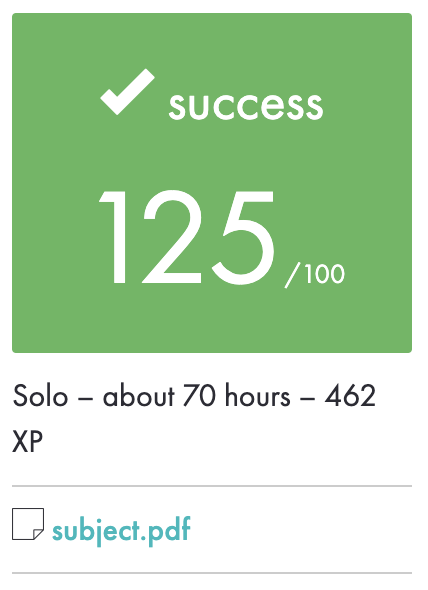 success
125/100
Solo – about 70 hours – 462
XP
subject.pdf